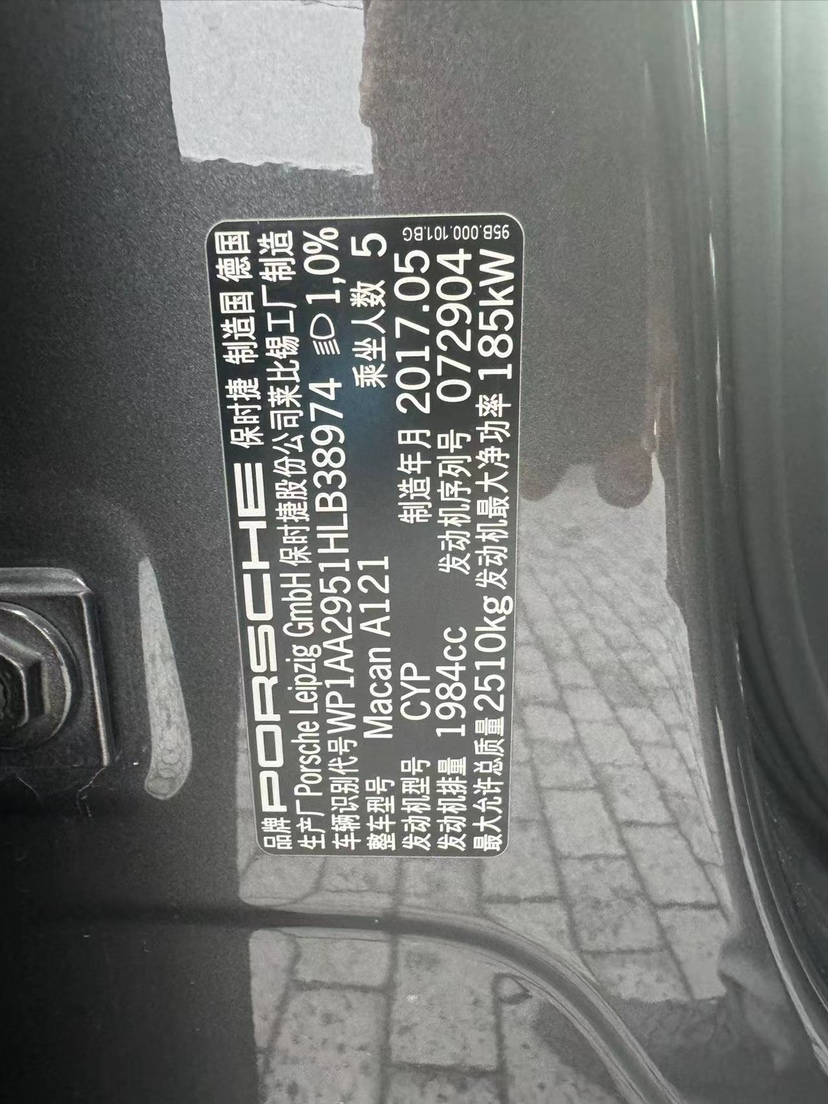 品牌 PORSCHE 保时捷 制造国 德国
生产厂 Porsche Leipzig GmbH 保时捷股份公司莱比锡工厂制造
车辆识别代号 WP1AA2951HLB38974 1,0%
整车型号 Macan A121 乘坐人数 5
发动机型号 CYP 制造年月 2017.05
发动机排量 1984cc 发动机序列号 072904
最大允许总质量 2510kg 发动机最大净功率 185kW
95B.000.101.BG